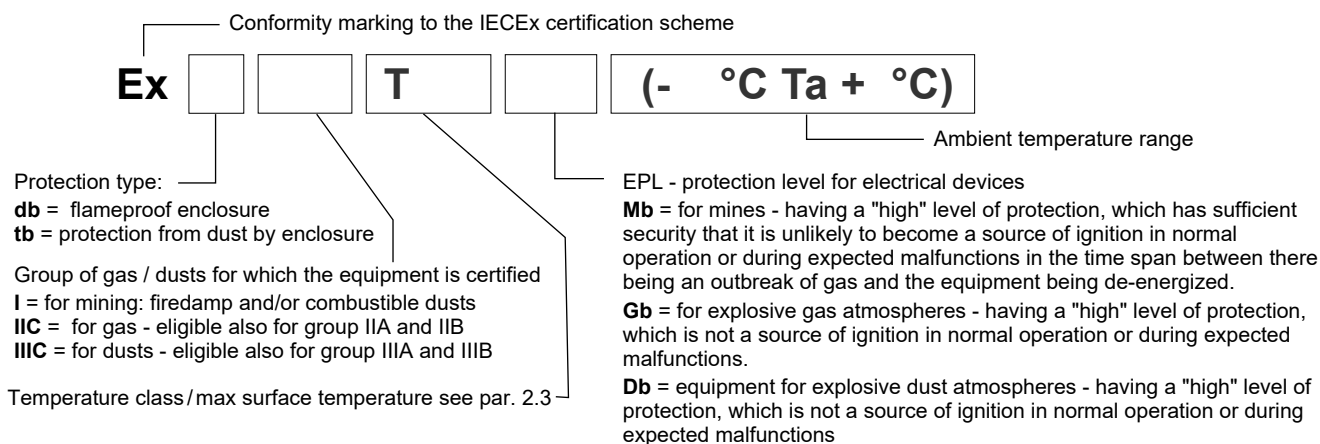 Conformity marking to the IECEx certification scheme
Ex T (- °C Ta + °C)
Ambient temperature range
Protection type:
db = flameproof enclosure
tb = protection from dust by enclosure
Group of gas / dusts for which the equipment is certified
I = for mining: firedamp and/or combustible dusts
IIC = for gas - eligible also for group IIA and IIB
IIIC = for dusts - eligible also for group IIIA and IIIB
Temperature class/max surface temperature see par. 2.3
EPL - protection level for electrical devices
Mb = for mines - having a "high" level of protection, which has sufficient
security that it is unlikely to become a source of ignition in normal
operation or during expected malfunctions in the time span between there
being an outbreak of gas and the equipment being de-energized.
Gb = for explosive gas atmospheres - having a "high" level of protection,
which is not a source of ignition in normal operation or during expected
malfunctions.
Db = equipment for explosive dust atmospheres - having a "high" level of
protection, which is not a source of ignition in normal operation or during
expected malfunctions